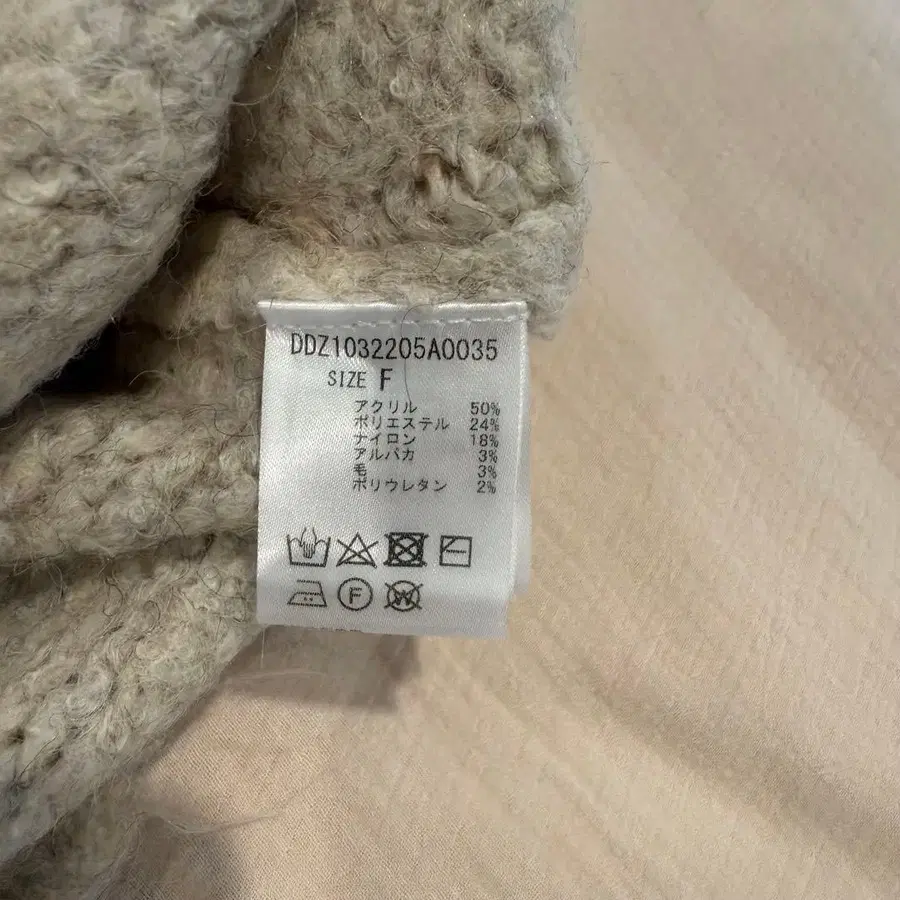 DDZ1032205A0035
SIZE F
アクリル 50%
ポリエステル 24%
ナイロン 18%
アルパカ 3%
毛 3%
ポリウレタン 2%
F W